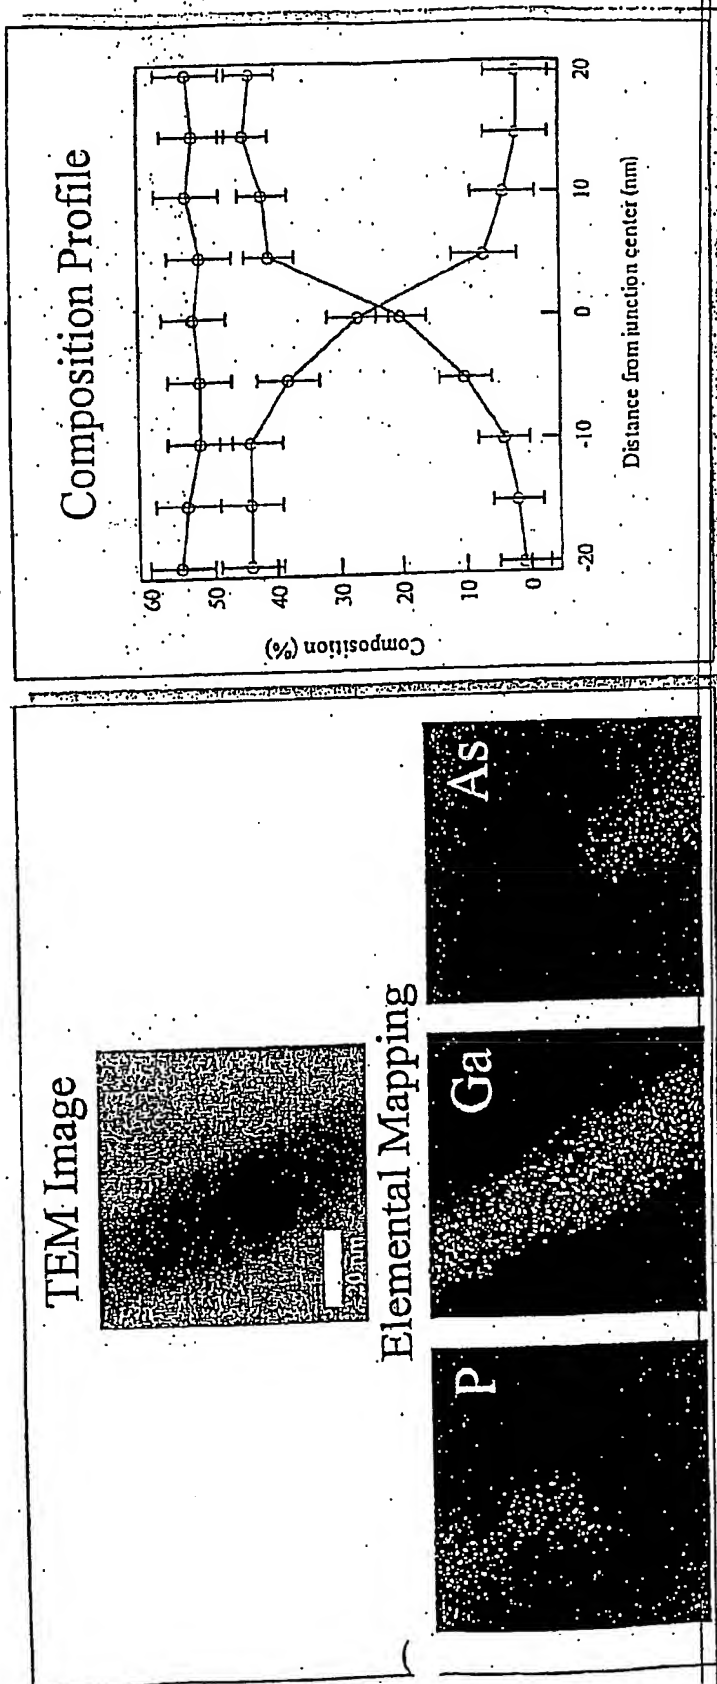 TEM Image
20 nm
Elemental Mapping
P
Ga
As
Composition Profile
Composition (%)
60
50
40
30
20
10
0
-20
-10
0
10
20
Distance from junction center (nm)